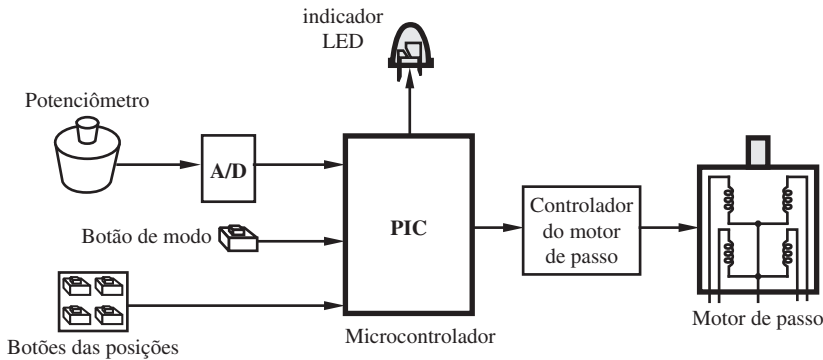 indicador
LED
Potenciômetro
A/D
Botão de modo
PIC
Controlador
do motor
de passo
Botões das posições
Microcontrolador
Motor de passo